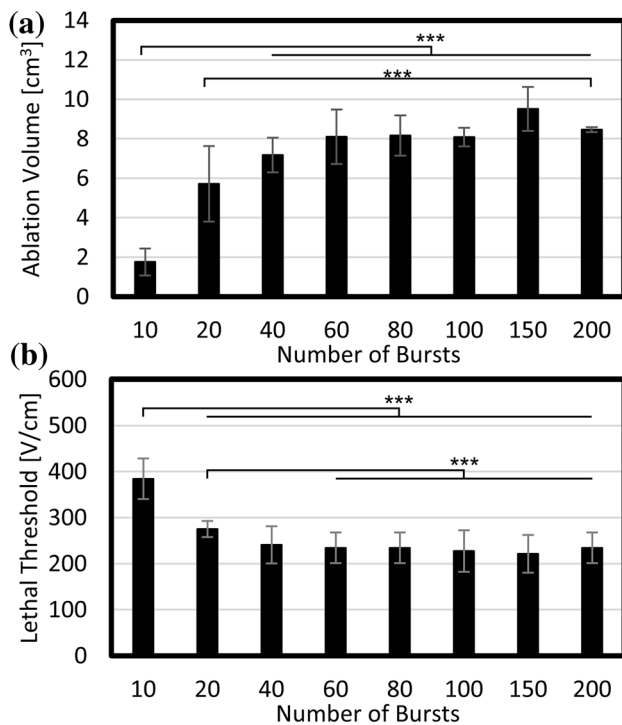 (a)
Ablation Volume [cm³]
14
12
10
8
6
4
2
0
***
***
10 20 40 60 80 100 150 200
Number of Bursts
(b)
Lethal Threshold [V/cm]
600
500
400
300
200
100
0
***
***
10 20 40 60 80 100 150 200
Number of Bursts